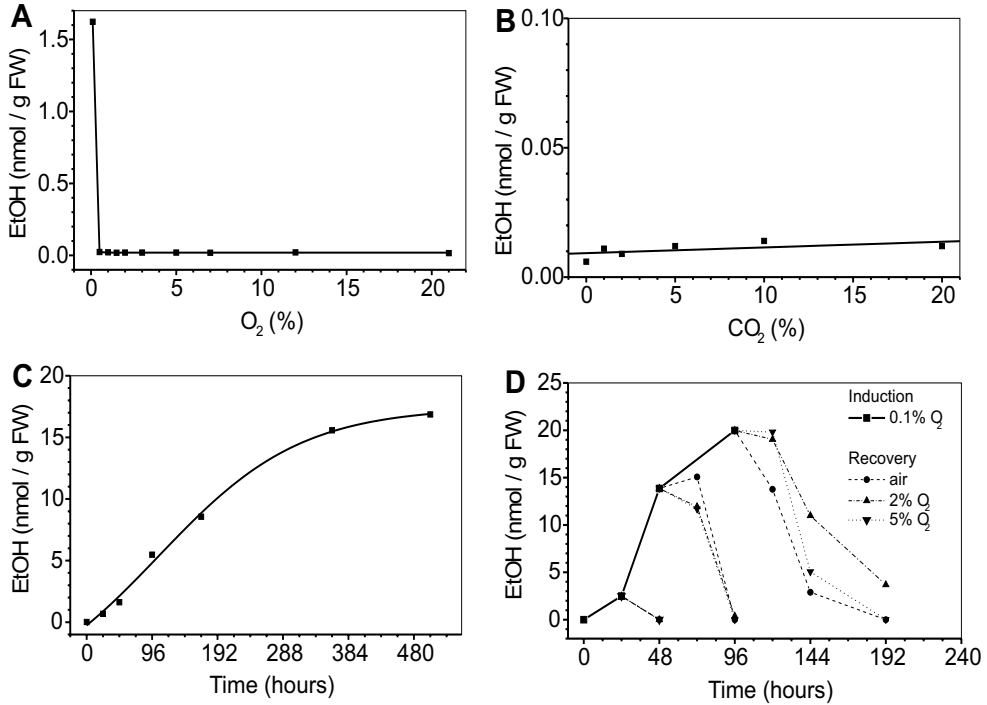 A
EtOH (nmol / g FW)
1.5
1.0
0.5
0.0
0 5 10 15 20
O₂ (%)
B
EtOH (nmol / g FW)
0.10
0.05
0.00
0 5 10 15 20
CO₂ (%)
C
EtOH (nmol / g FW)
20
15
10
5
0
0 96 192 288 384 480
Time (hours)
D
EtOH (nmol / g FW)
25
20
15
10
5
0
0 48 96 144 192 240
Time (hours)
Induction
0.1% O₂
Recovery
air
2% O₂
5% O₂